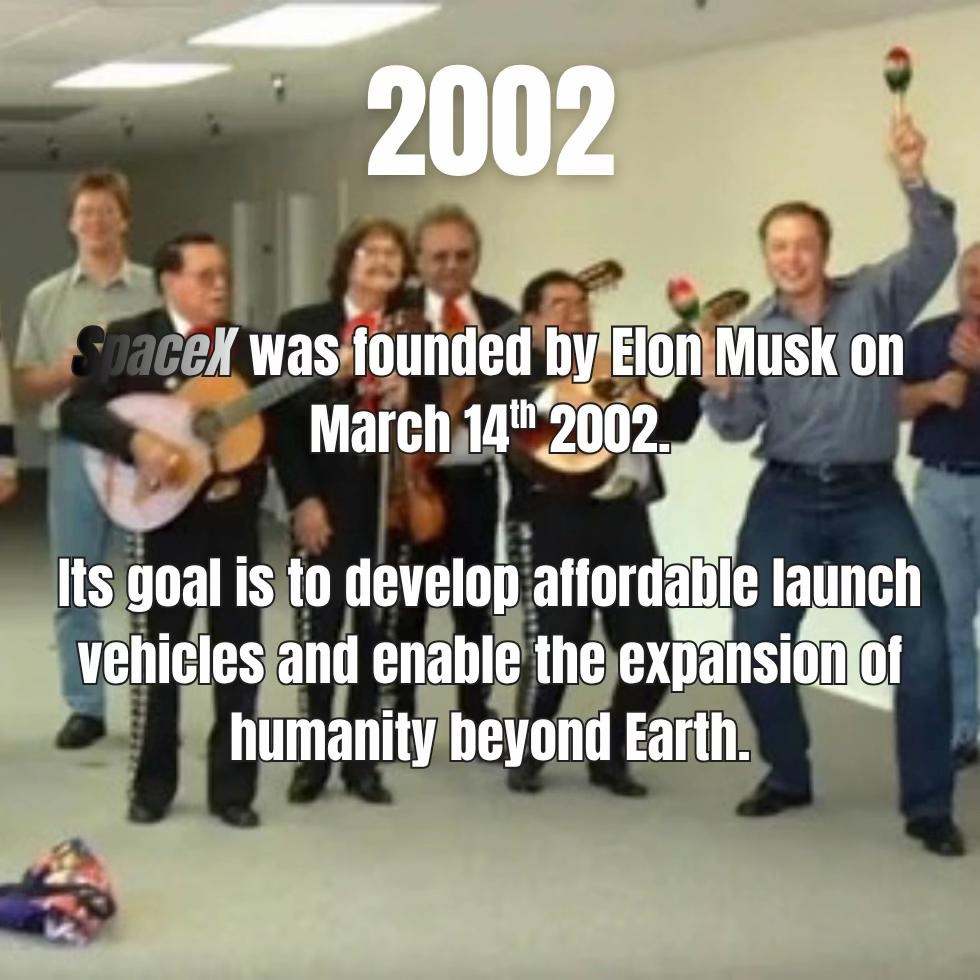 2002
SpaceX was founded by Elon Musk on
March 14th 2002.
Its goal is to develop affordable launch
vehicles and enable the expansion of
humanity beyond Earth.